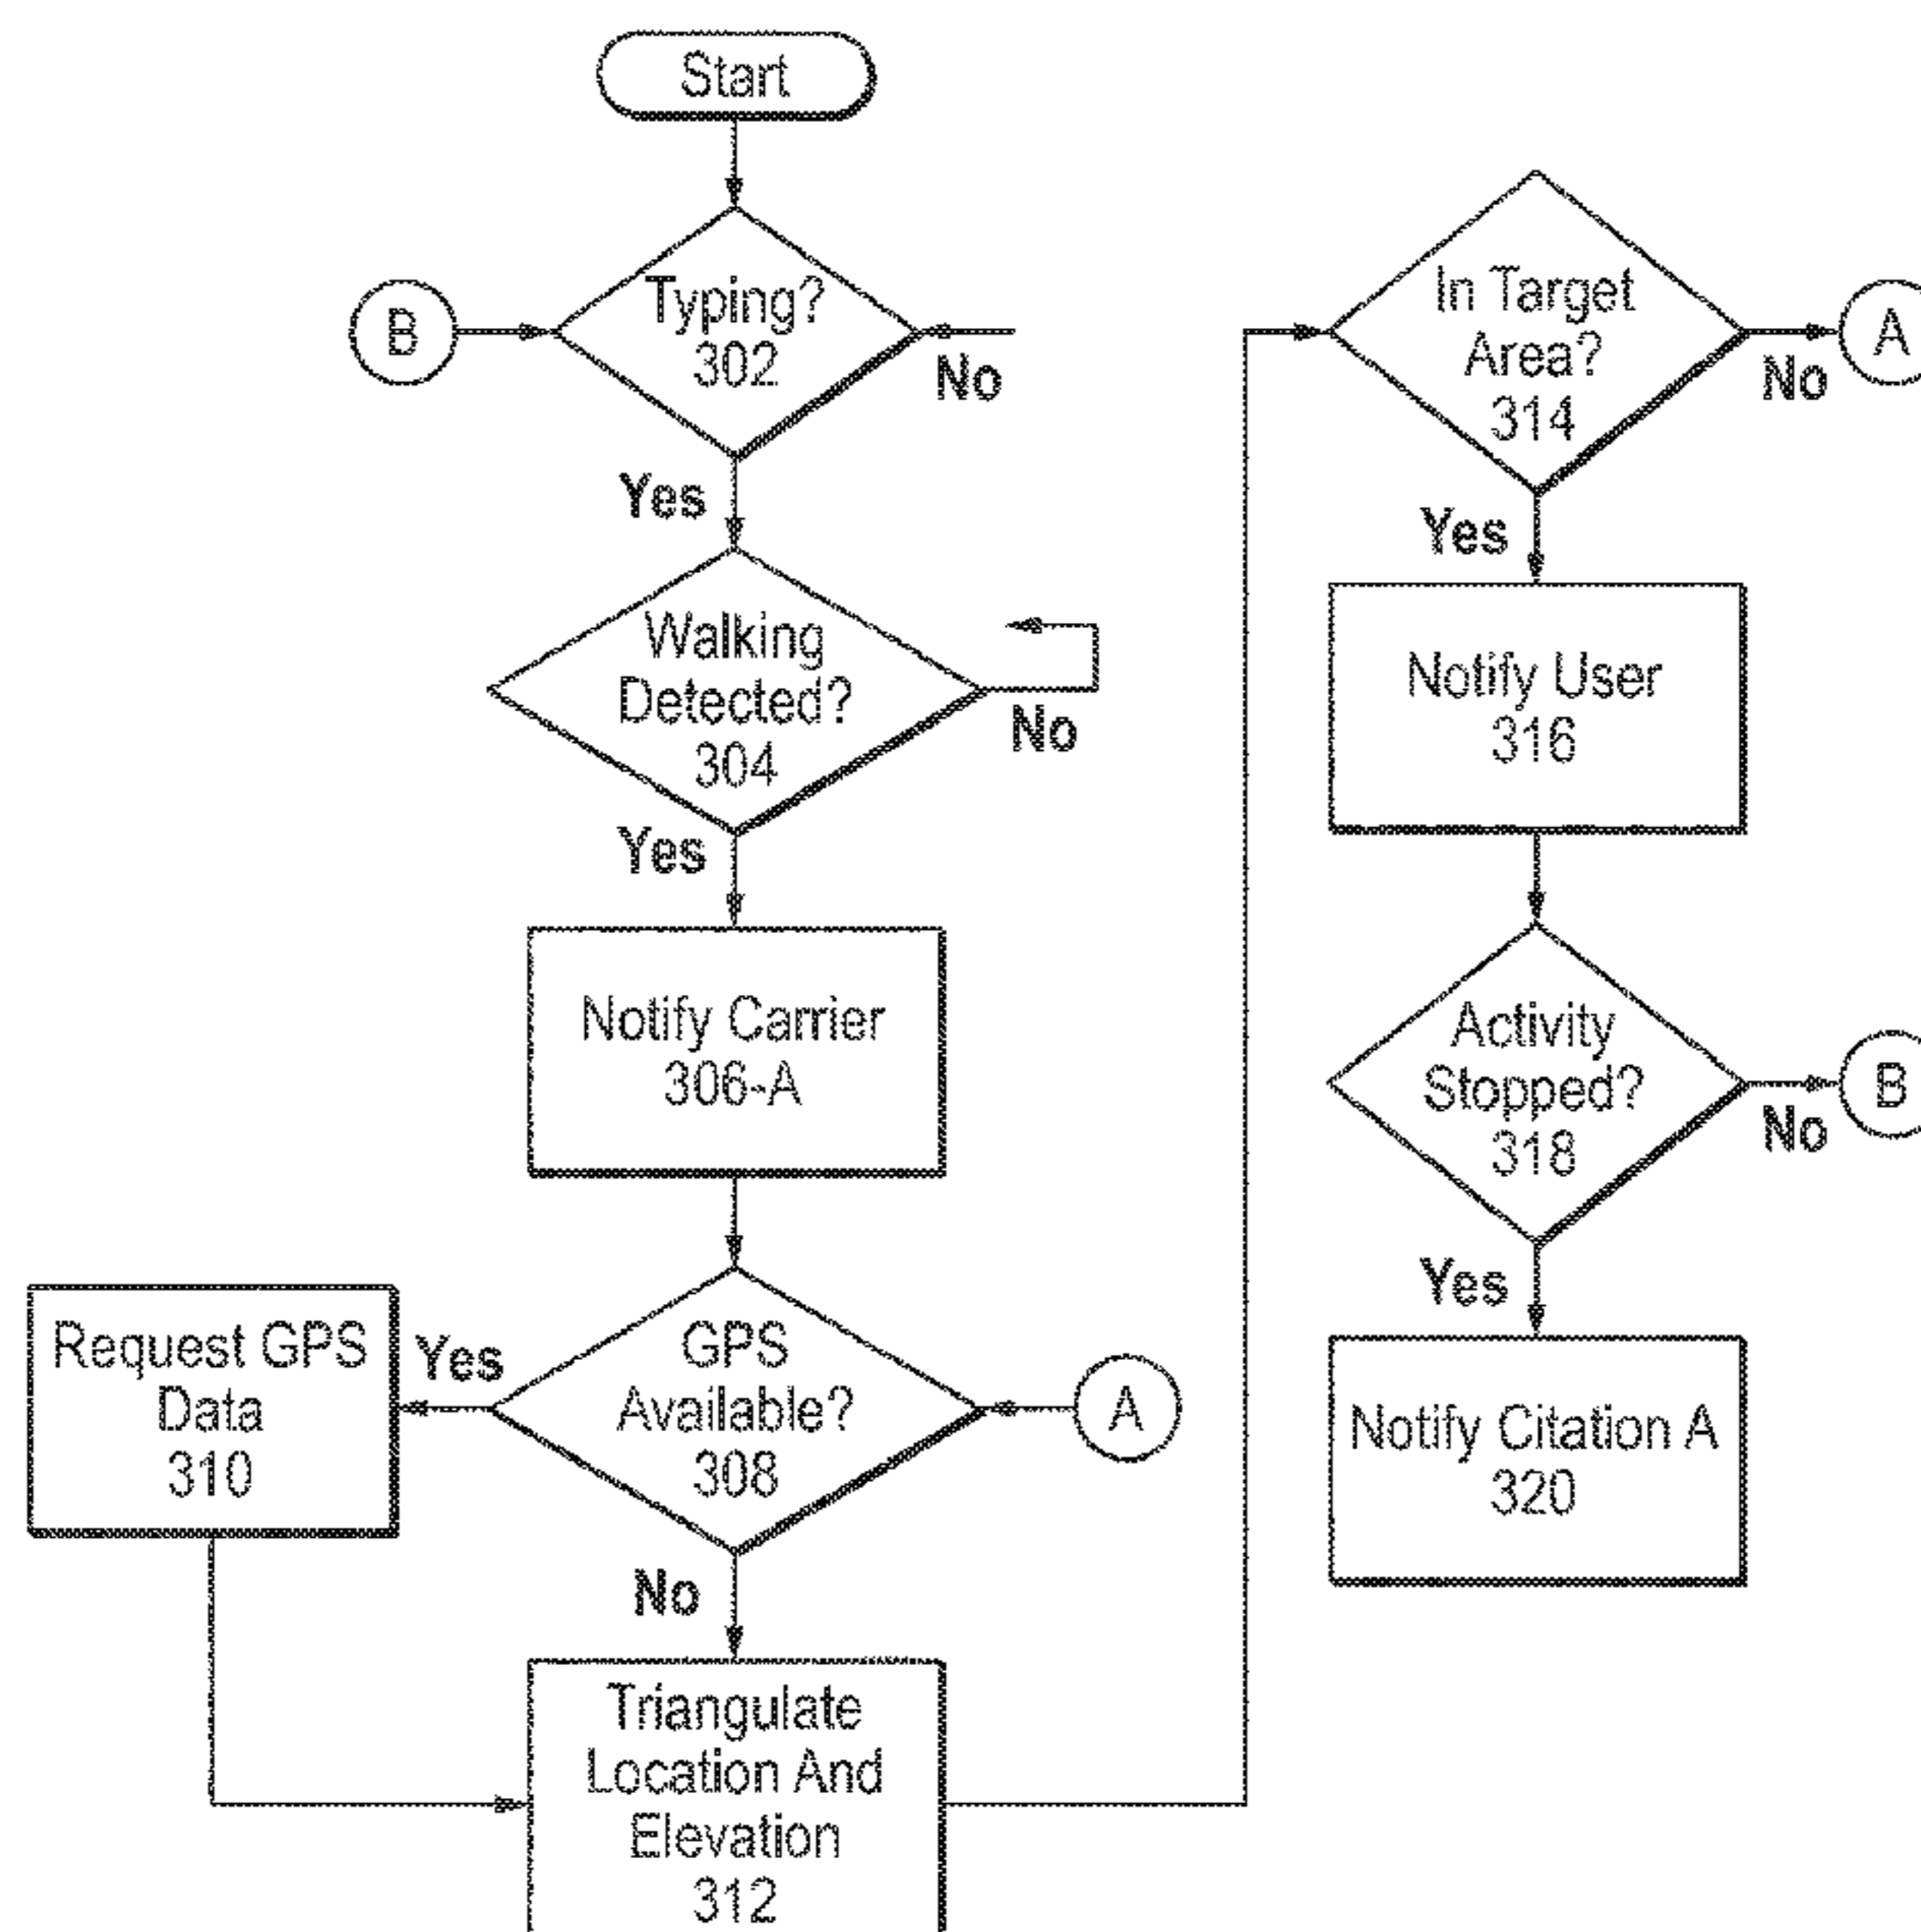 Start
B
Typing?
302
No
Yes
Walking
Detected?
304
No
Yes
Notify Carrier
306-A
Request GPS
Data
310
Yes
GPS
Available?
308
A
No
Triangulate
Location And
Elevation
312
In Target
Area?
314
No
A
Yes
Notify User
316
Activity
Stopped?
318
No
B
Yes
Notify Citation A
320